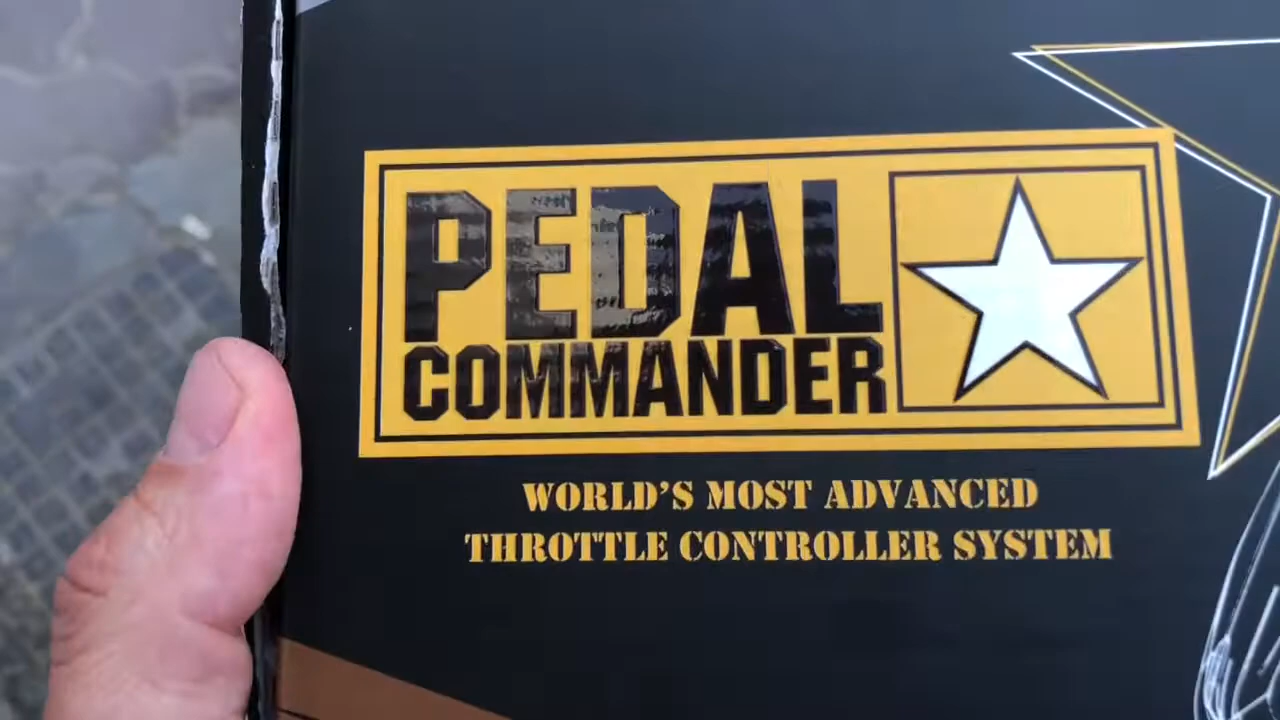 PEDAL
COMMANDER
WORLD'S MOST ADVANCED
THROTTLE CONTROLLER SYSTEM